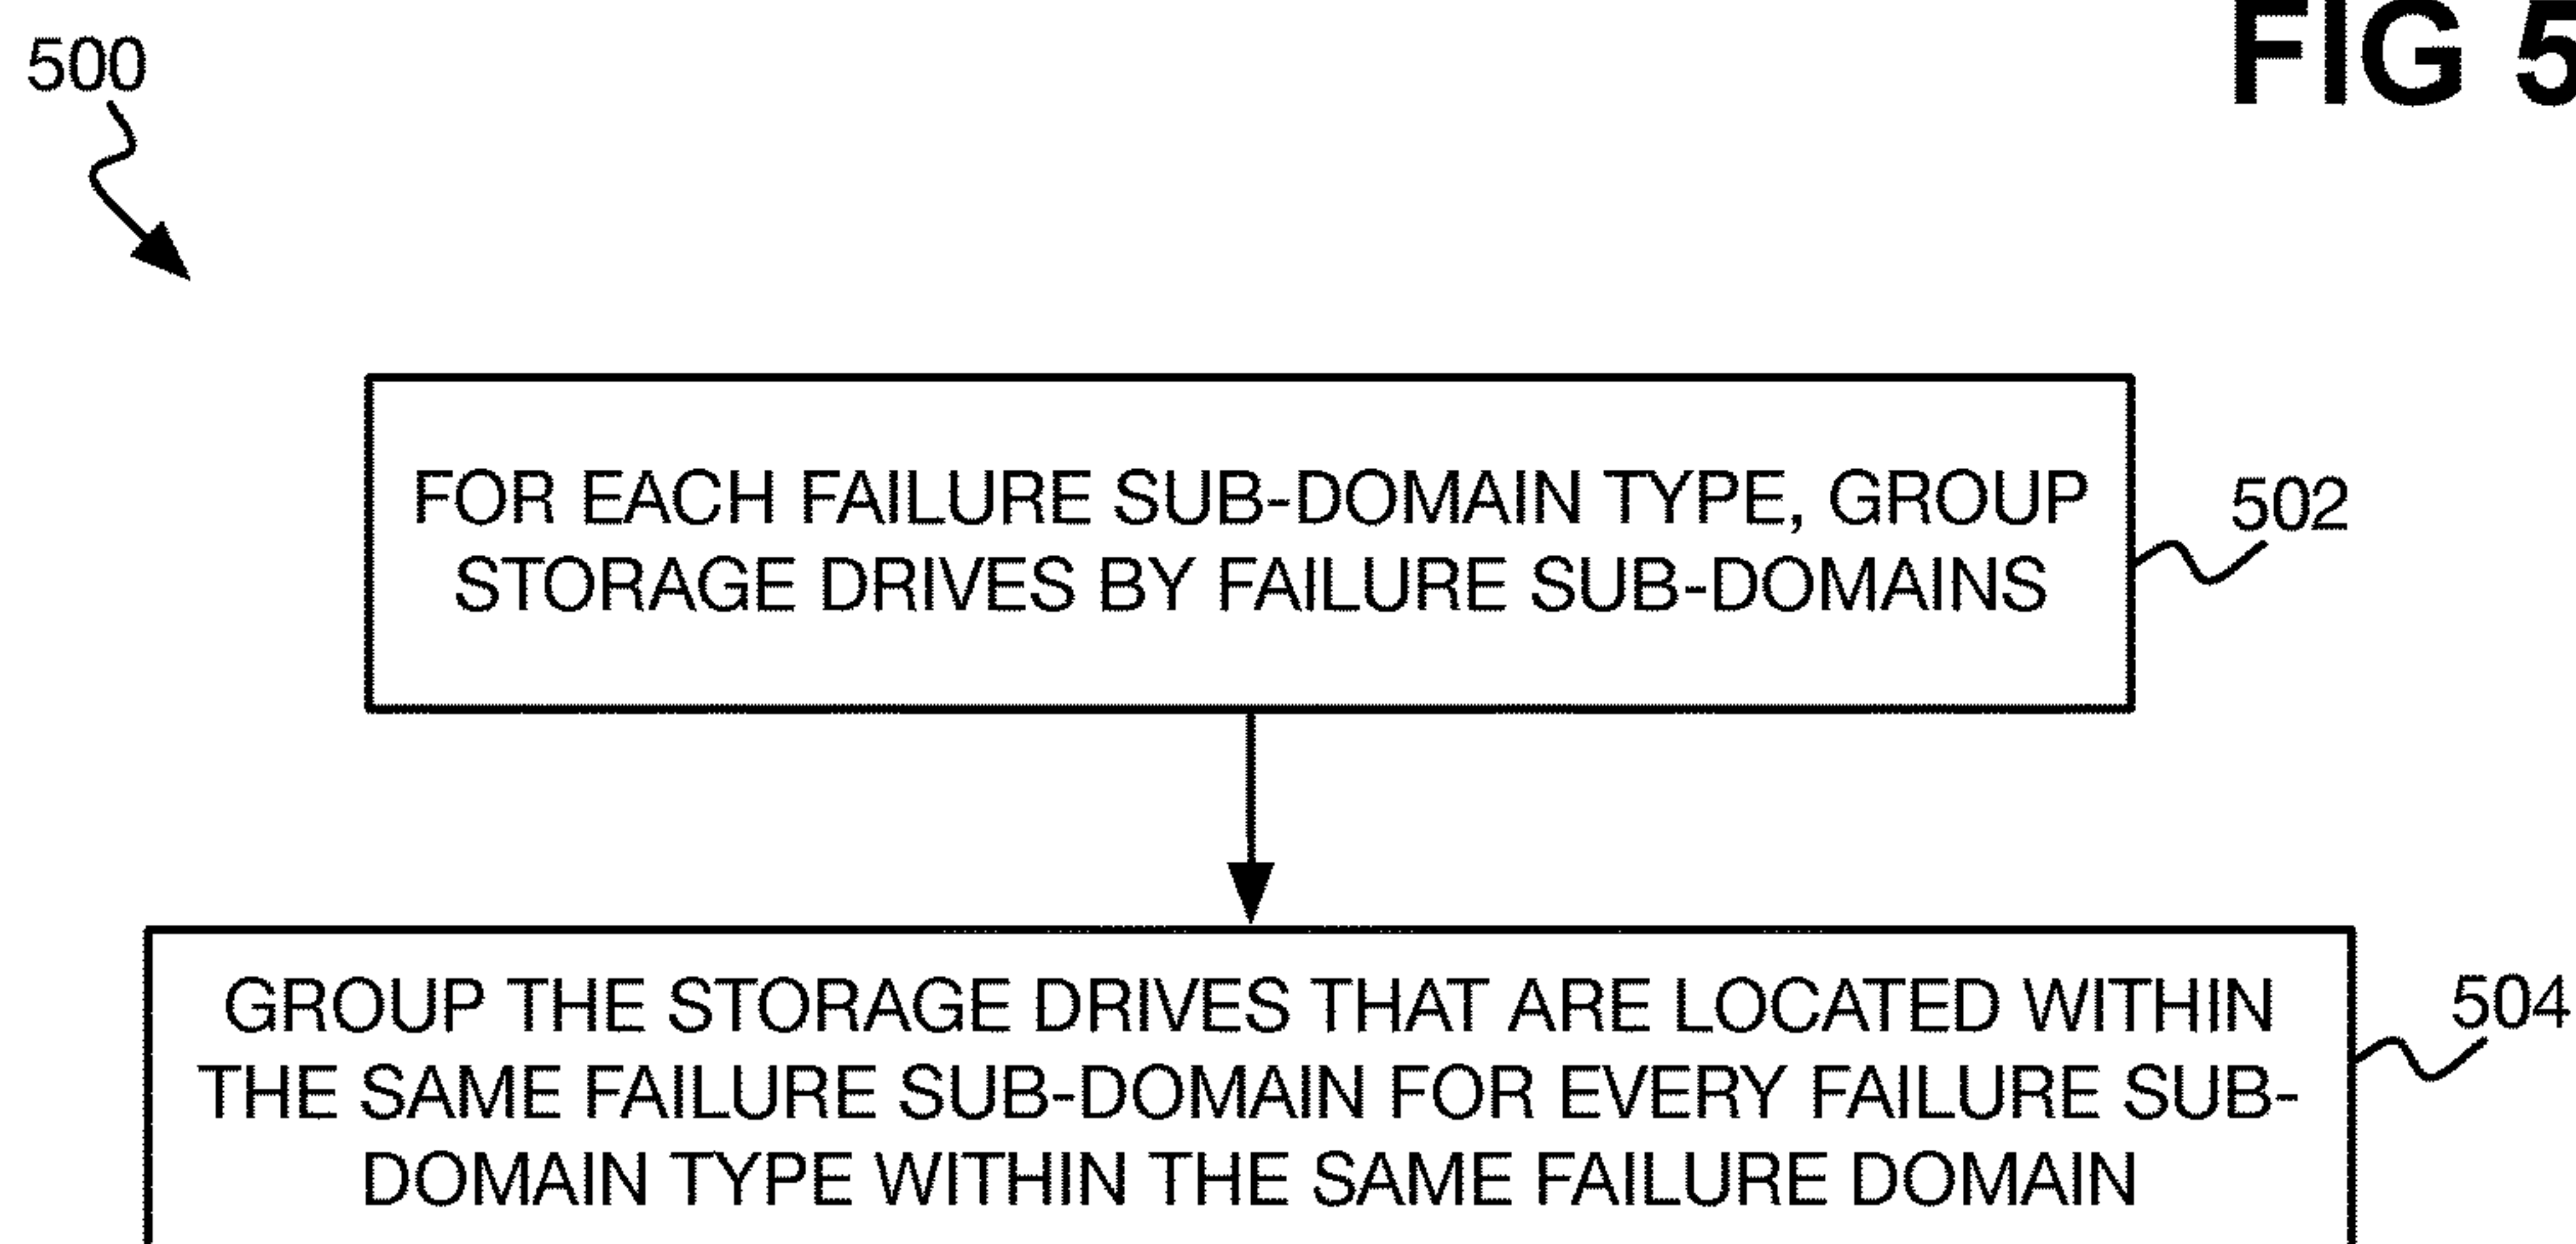 500
FIG 5
FOR EACH FAILURE SUB-DOMAIN TYPE, GROUP
STORAGE DRIVES BY FAILURE SUB-DOMAINS
502
GROUP THE STORAGE DRIVES THAT ARE LOCATED WITHIN
THE SAME FAILURE SUB-DOMAIN FOR EVERY FAILURE SUB-
DOMAIN TYPE WITHIN THE SAME FAILURE DOMAIN
504